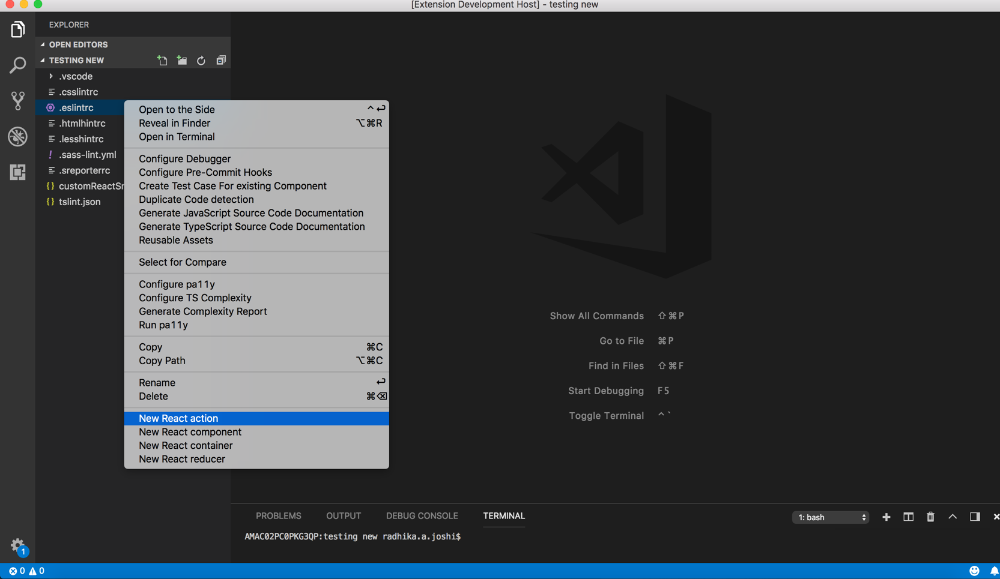 [Extension Development Host] - testing new
EXPLORER
OPEN EDITORS
TESTING NEW
.vscode
.csslintrc
.eslintrc
.htmlhintrc
.lesshintrc
! .sass-lint.yml
.sreporterrc
{} customReactSr
{} tslint.json
Open to the Side ^↩
Reveal in Finder ⌥⌘R
Open in Terminal
Configure Debugger
Configure Pre-Commit Hooks
Create Test Case For existing Component
Duplicate Code detection
Generate JavaScript Source Code Documentation
Generate TypeScript Source Code Documentation
Reusable Assets
Select for Compare
Configure pa11y
Configure TS Complexity
Generate Complexity Report
Run pa11y
Copy ⌘C
Copy Path ⌥⌘C
Rename ↩
Delete ⌘⌫
New React action
New React component
New React container
New React reducer
Show All Commands ⇧⌘P
Go to File ⌘P
Find in Files ⇧⌘F
Start Debugging F5
Toggle Terminal ^`
PROBLEMS OUTPUT DEBUG CONSOLE TERMINAL 1: bash
AMAC02PC0PKG3QP:testing new radhika.a.joshi$
1
0 0